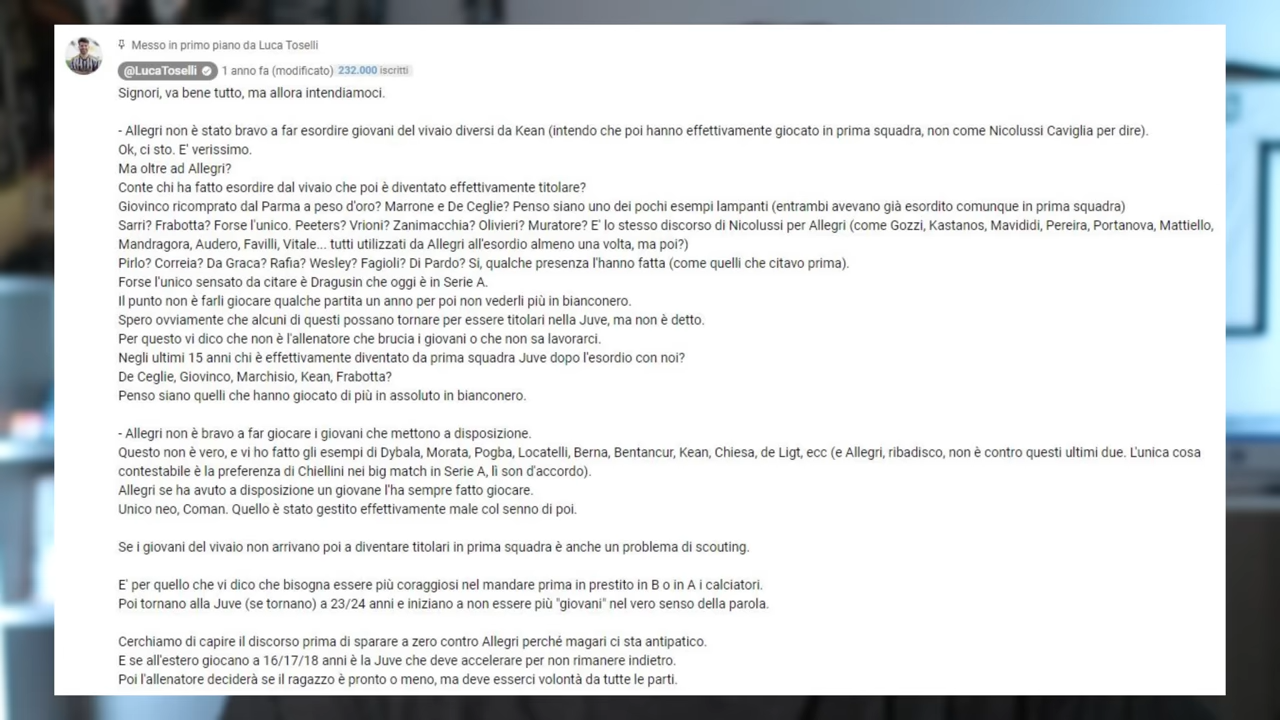 Messo in primo piano da Luca Toselli
@LucaToselli 1 anno fa (modificato) 232.000 iscritti
Signori, va bene tutto, ma allora intendiamoci.
- Allegri non è stato bravo a far esordire giovani del vivaio diversi da Kean (intendo che poi hanno effettivamente giocato in prima squadra, non come Nicolussi Caviglia per dire).
Ok, ci sto. E' verissimo.
Ma oltre ad Allegri?
Conte chi ha fatto esordire dal vivaio che poi è diventato effettivamente titolare?
Giovinco ricomprato dal Parma a peso d'oro? Marrone e De Ceglie? Penso siano uno dei pochi esempi lampanti (entrambi avevano già esordito comunque in prima squadra)
Sarri? Frabotta? Forse l'unico. Peeters? Vrioni? Zanimacchia? Olivieri? Muratore? E' lo stesso discorso di Nicolussi per Allegri (come Gozzi, Kastanos, Mavididi, Pereira, Portanova, Mattiello,
Mandragora, Audero, Favilli, Vitale... tutti utilizzati da Allegri all'esordio almeno una volta, ma poi?)
Pirlo? Correia? Da Graca? Rafia? Wesley? Fagioli? Di Pardo? Si, qualche presenza l'hanno fatta (come quelli che citavo prima).
Forse l'unico sensato da citare è Dragusin che oggi è in Serie A.
Il punto non è farli giocare qualche partita un anno per poi non vederli più in bianconero.
Spero ovviamente che alcuni di questi possano tornare per essere titolari nella Juve, ma non è detto.
Per questo vi dico che non è l'allenatore che brucia i giovani o che non sa lavorarci.
Negli ultimi 15 anni chi è effettivamente diventato da prima squadra Juve dopo l'esordio con noi?
De Ceglie, Giovinco, Marchisio, Kean, Frabotta?
Penso siano quelli che hanno giocato di più in assoluto in bianconero.
- Allegri non è bravo a far giocare i giovani che mettono a disposizione.
Questo non è vero, e vi ho fatto gli esempi di Dybala, Morata, Pogba, Locatelli, Berna, Bentancur, Kean, Chiesa, de Ligt, ecc (e Allegri, ribadisco, non è contro questi ultimi due. L'unica cosa
contestabile è la preferenza di Chiellini nei big match in Serie A, lì son d'accordo).
Allegri se ha avuto a disposizione un giovane l'ha sempre fatto giocare.
Unico neo, Coman. Quello è stato gestito effettivamente male col senno di poi.
Se i giovani del vivaio non arrivano poi a diventare titolari in prima squadra è anche un problema di scouting.
E' per quello che vi dico che bisogna essere più coraggiosi nel mandare prima in prestito in B o in A i calciatori.
Poi tornano alla Juve (se tornano) a 23/24 anni e iniziano a non essere più "giovani" nel vero senso della parola.
Cerchiamo di capire il discorso prima di sparare a zero contro Allegri perché magari ci sta antipatico.
E se all'estero giocano a 16/17/18 anni è la Juve che deve accelerare per non rimanere indietro.
Poi l'allenatore deciderà se il ragazzo è pronto o meno, ma deve esserci volontà da tutte le parti.